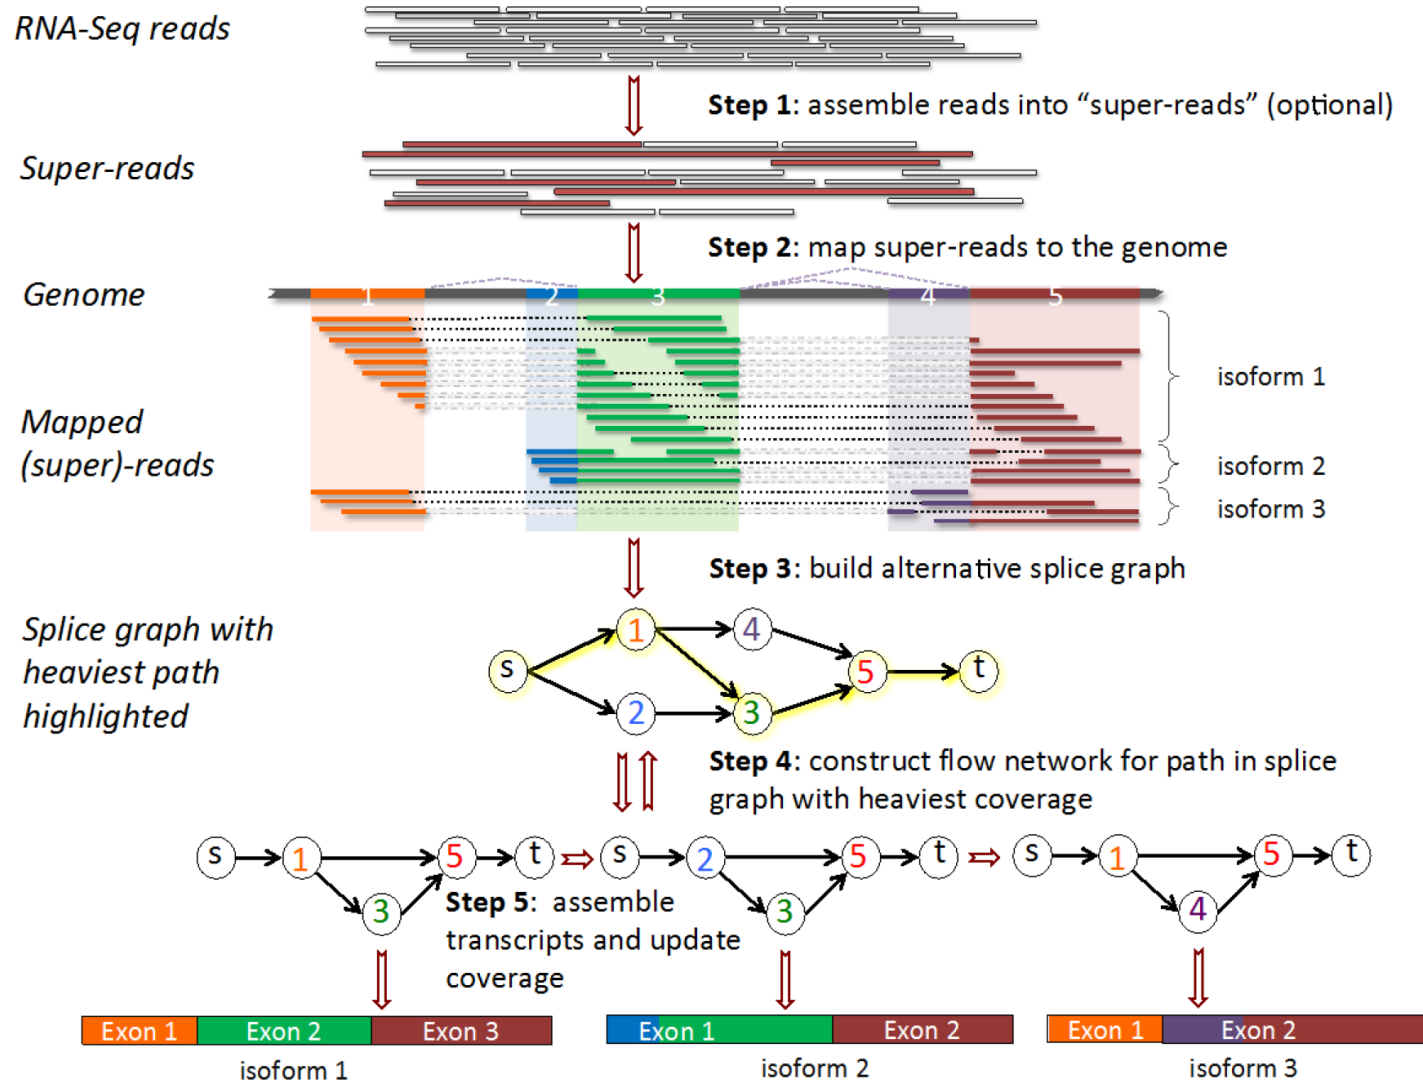 RNA-Seq reads
Step 1: assemble reads into “super-reads” (optional)
Super-reads
Step 2: map super-reads to the genome
Genome
1 2 3 4 5
isoform 1
Mapped
(super)-reads
isoform 2
isoform 3
Step 3: build alternative splice graph
Splice graph with
heaviest path
highlighted
1 4
s 5 t
2 3
Step 4: construct flow network for path in splice
graph with heaviest coverage
s 1 5 t s 2 5 t s 1 5 t
3 3 4
Step 5: assemble
transcripts and update
coverage
Exon 1 Exon 2 Exon 3 Exon 1 Exon 2 Exon 1 Exon 2
isoform 1 isoform 2 isoform 3